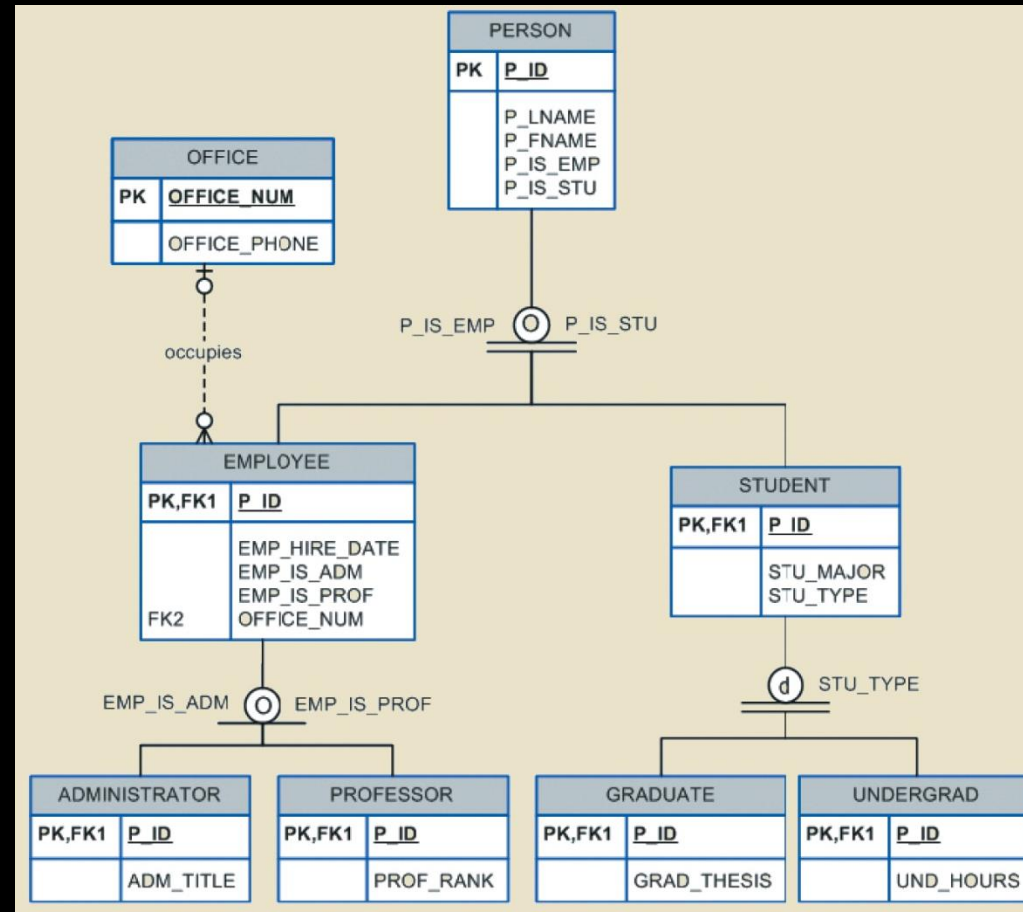 PERSON
PK P_ID
P_LNAME
P_FNAME
P_IS_EMP
P_IS_STU
OFFICE
PK OFFICE_NUM
OFFICE_PHONE
P_IS_EMP O P_IS_STU
occupies
EMPLOYEE
PK,FK1 P_ID
EMP_HIRE_DATE
EMP_IS_ADM
EMP_IS_PROF
FK2 OFFICE_NUM
STUDENT
PK,FK1 P_ID
STU_MAJOR
STU_TYPE
EMP_IS_ADM O EMP_IS_PROF
d STU_TYPE
ADMINISTRATOR
PK,FK1 P_ID
ADM_TITLE
PROFESSOR
PK,FK1 P_ID
PROF_RANK
GRADUATE
PK,FK1 P_ID
GRAD_THESIS
UNDERGRAD
PK,FK1 P_ID
UND_HOURS